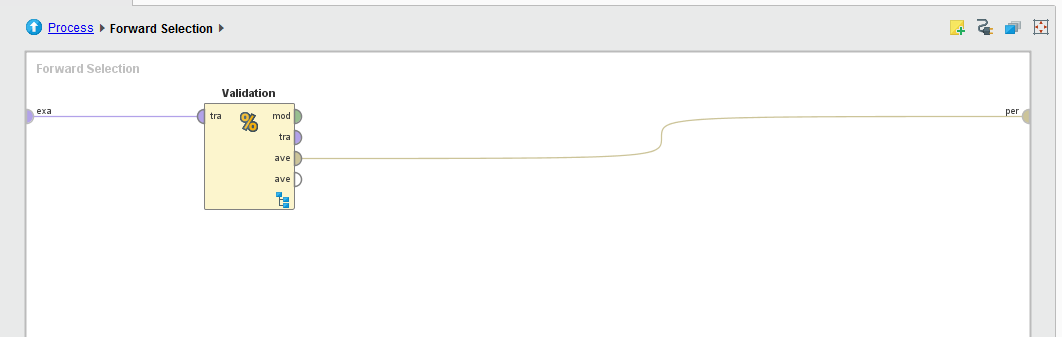 Process Forward Selection
Forward Selection
Validation
exa
tra
%
mod
per
tra
ave
ave